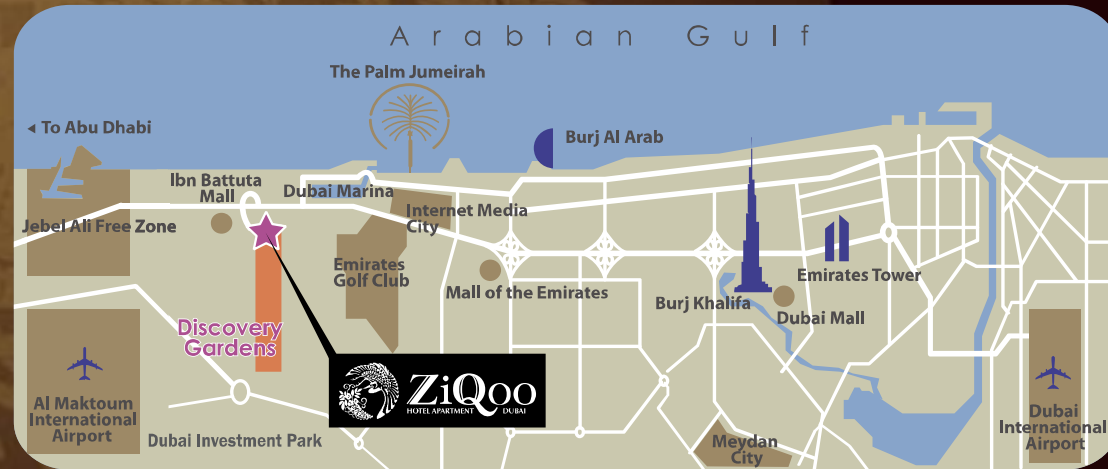 Arabian Gulf
The Palm Jumeirah
To Abu Dhabi
Burj Al Arab
Ibn Battuta
Mall
Dubai Marina
Internet Media
City
Jebel Ali Free Zone
Emirates
Golf Club
Mall of the Emirates
Emirates Tower
Burj Khalifa
Dubai Mall
Discovery
Gardens
ZiQoo
HOTEL APARTMENT DUBAI
Al Maktoum
International
Airport
Dubai Investment Park
Meydan
City
Dubai
International
Airport